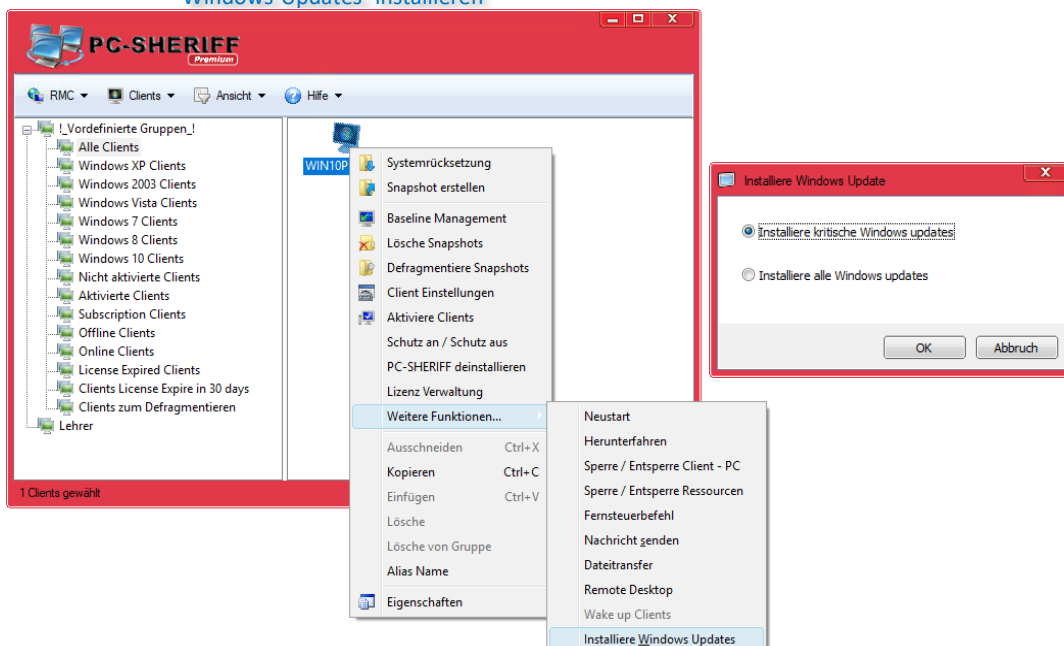 Windows Updates installieren
PC-SHERIFF
Premium
RMC
Clients
Ansicht
Hilfe
!_Vordefinierte Gruppen_!
Alle Clients
Windows XP Clients
Windows 2003 Clients
Windows Vista Clients
Windows 7 Clients
Windows 8 Clients
Windows 10 Clients
Nicht aktivierte Clients
Aktivierte Clients
Subscription Clients
Offline Clients
Online Clients
License Expired Clients
Clients License Expire in 30 days
Clients zum Defragmentieren
Lehrer
1 Clients gewählt
WIN10P
Systemrücksetzung
Snapshot erstellen
Baseline Management
Lösche Snapshots
Defragmentiere Snapshots
Client Einstellungen
Aktiviere Clients
Schutz an / Schutz aus
PC-SHERIFF deinstallieren
Lizenz Verwaltung
Weitere Funktionen...
Ausschneiden Ctrl+X
Kopieren Ctrl+C
Einfügen Ctrl+V
Lösche
Lösche von Gruppe
Alias Name
Eigenschaften
Neustart
Herunterfahren
Sperre / Entsperre Client - PC
Sperre / Entsperre Ressourcen
Fernsteuerbefehl
Nachricht senden
Dateitransfer
Remote Desktop
Wake up Clients
Installiere Windows Updates
Installiere Windows Update
Installiere kritische Windows updates
Installiere alle Windows updates
OK
Abbruch